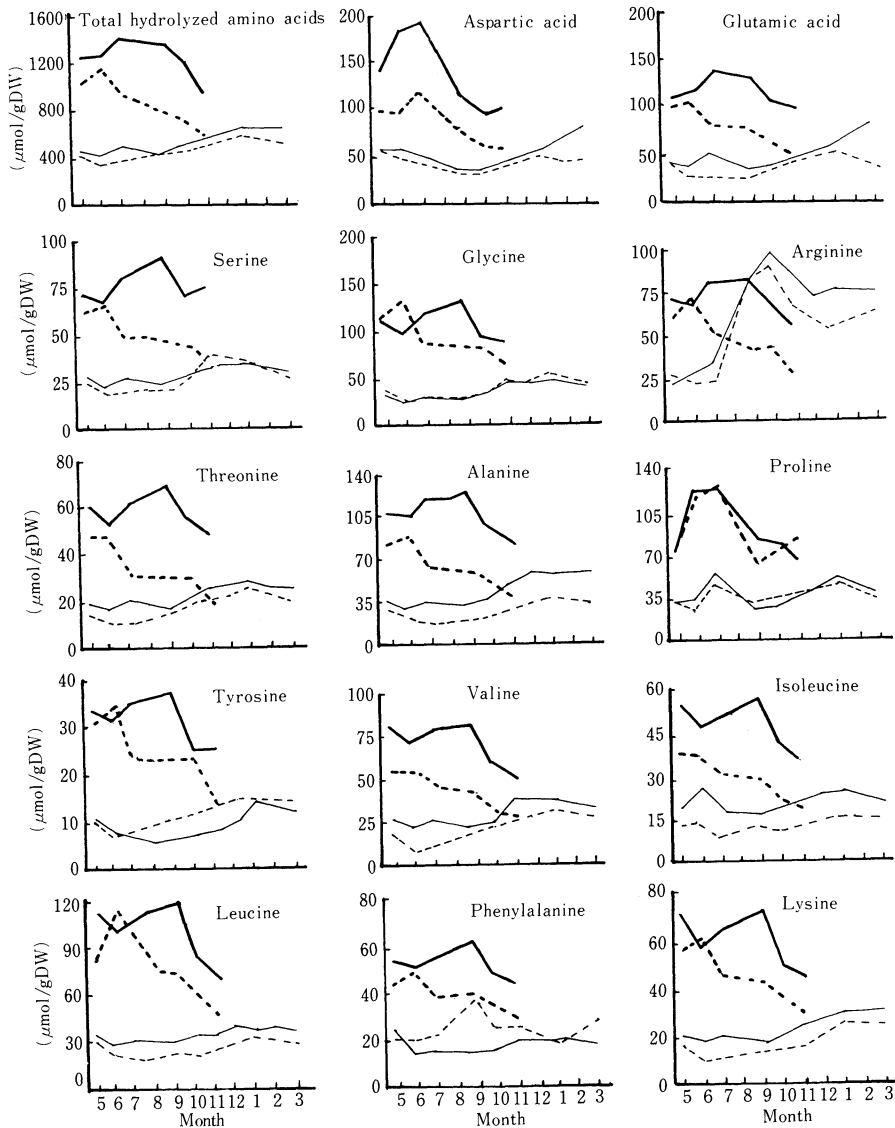 Total hydrolyzed amino acids
(μmol/gDW)
1600
1200
800
400
0
Aspartic acid
200
150
100
50
0
Glutamic acid
200
150
100
50
0
Serine
(μmol/gDW)
100
75
50
25
0
Glycine
200
150
100
50
0
Arginine
100
75
50
25
0
Threonine
(μmol/gDW)
80
60
40
20
0
Alanine
140
105
70
35
0
Proline
140
105
70
35
0
Tyrosine
(μmol/gDW)
40
30
20
10
0
Valine
100
75
50
25
0
Isoleucine
60
45
30
15
0
Leucine
(μmol/gDW)
120
90
60
30
0
5 6 7 8 9 10 11 12 1 2 3
Month
Phenylalanine
80
60
40
20
0
5 6 7 8 9 10 11 12 1 2 3
Month
Lysine
80
60
40
20
0
5 6 7 8 9 10 11 12 1 2 3
Month